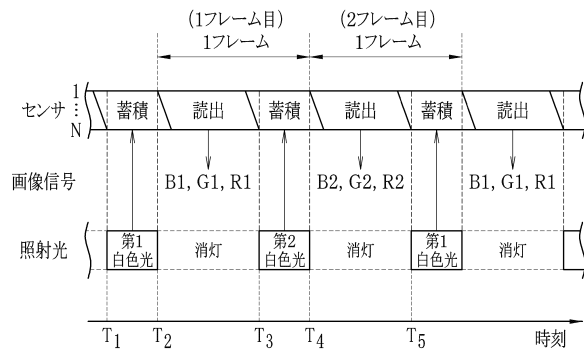 (1フレーム目) (2フレーム目)
1フレーム 1フレーム
1
センサ ⋮ 蓄積 読出 蓄積 読出 蓄積 読出
N
画像信号 B1, G1, R1 B2, G2, R2 B1, G1, R1
第1 第2 第1
照射光 白色光 消灯 白色光 消灯 白色光 消灯
T1 T2 T3 T4 T5 時刻